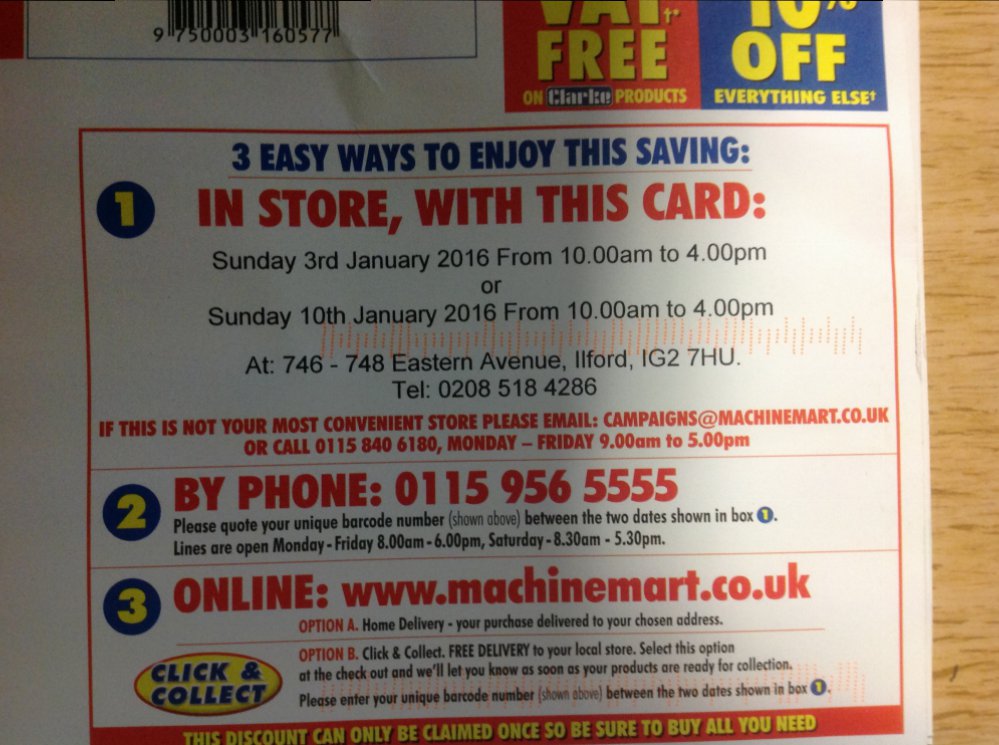 9 750003 160577
VAT†*
FREE
ON Clarke PRODUCTS
10%
OFF
EVERYTHING ELSE†
3 EASY WAYS TO ENJOY THIS SAVING:
1
IN STORE, WITH THIS CARD:
Sunday 3rd January 2016 From 10.00am to 4.00pm
or
Sunday 10th January 2016 From 10.00am to 4.00pm
At: 746 - 748 Eastern Avenue, Ilford, IG2 7HU.
Tel: 0208 518 4286
IF THIS IS NOT YOUR MOST CONVENIENT STORE PLEASE EMAIL: CAMPAIGNS@MACHINEMART.CO.UK
OR CALL 0115 840 6180, MONDAY – FRIDAY 9.00am to 5.00pm
2
BY PHONE: 0115 956 5555
Please quote your unique barcode number (shown above) between the two dates shown in box 1.
Lines are open Monday - Friday 8.00am - 6.00pm, Saturday - 8.30am - 5.30pm.
3
ONLINE: www.machinemart.co.uk
OPTION A. Home Delivery - your purchase delivered to your chosen address.
CLICK &
COLLECT
OPTION B. Click & Collect. FREE DELIVERY to your local store. Select this option
at the check out and we'll let you know as soon as your products are ready for collection.
Please enter your unique barcode number (shown above) between the two dates shown in box 1.
THIS DISCOUNT CAN ONLY BE CLAIMED ONCE SO BE SURE TO BUY ALL YOU NEED